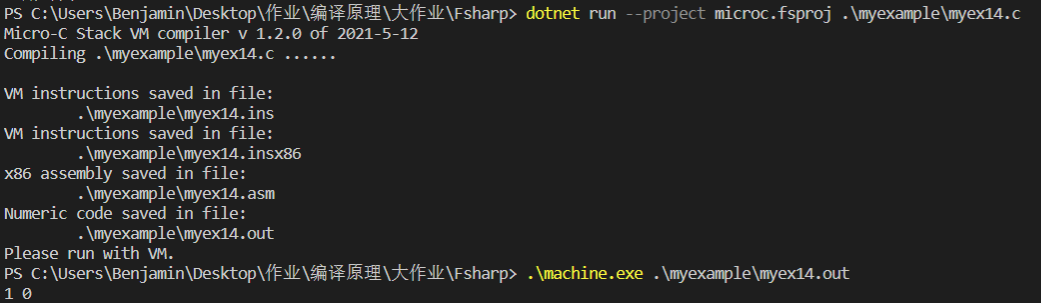 PS C:\Users\Benjamin\Desktop\作业\编译原理\大作业\Fsharp> dotnet run --project microc.fsproj .\myexample\myex14.c
Micro-C Stack VM compiler v 1.2.0 of 2021-5-12
Compiling .\myexample\myex14.c ......
VM instructions saved in file:
        .\myexample\myex14.ins
VM instructions saved in file:
        .\myexample\myex14.insx86
x86 assembly saved in file:
        .\myexample\myex14.asm
Numeric code saved in file:
        .\myexample\myex14.out
Please run with VM.
PS C:\Users\Benjamin\Desktop\作业\编译原理\大作业\Fsharp> .\machine.exe .\myexample\myex14.out
1 0